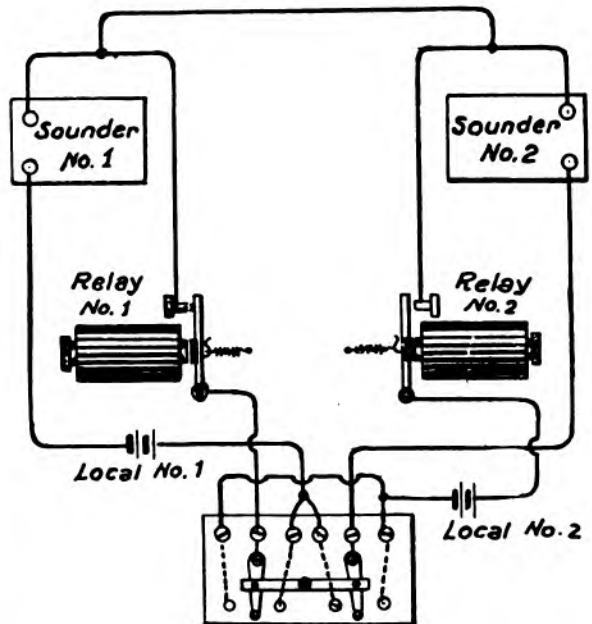 Sounder
No. 1
Sounder
No. 2
Relay
No. 1
Relay
No. 2
Local No. 1
Local No. 2